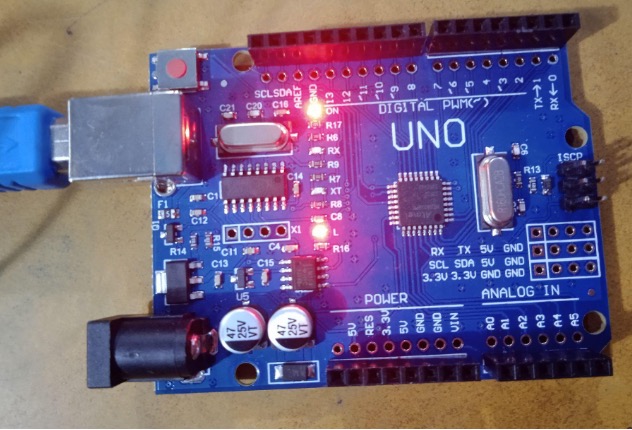 SCL SDA AREF GND 13 12 ~11 ~10 ~9 8 7 ~6 ~5 4 ~3 2 TX→1 RX←0
DIGITAL PWM(~)
C21 C20 C16
ON
R17
RX
R9
C14
R8
C8
L
R16
UNO
C6
R13
ISCP
F1
C1
C12
R14
R15
X1
C11
C4
C13
C15
U5
RX TX 5V GND
SCL SDA 5V GND
3.3V 3.3V GND GND
47
25V
VT
47
25V
VT
POWER
ANALOG IN
5V RES 3.3V 5V GND GND VIN A0 A1 A2 A3 A4 A5